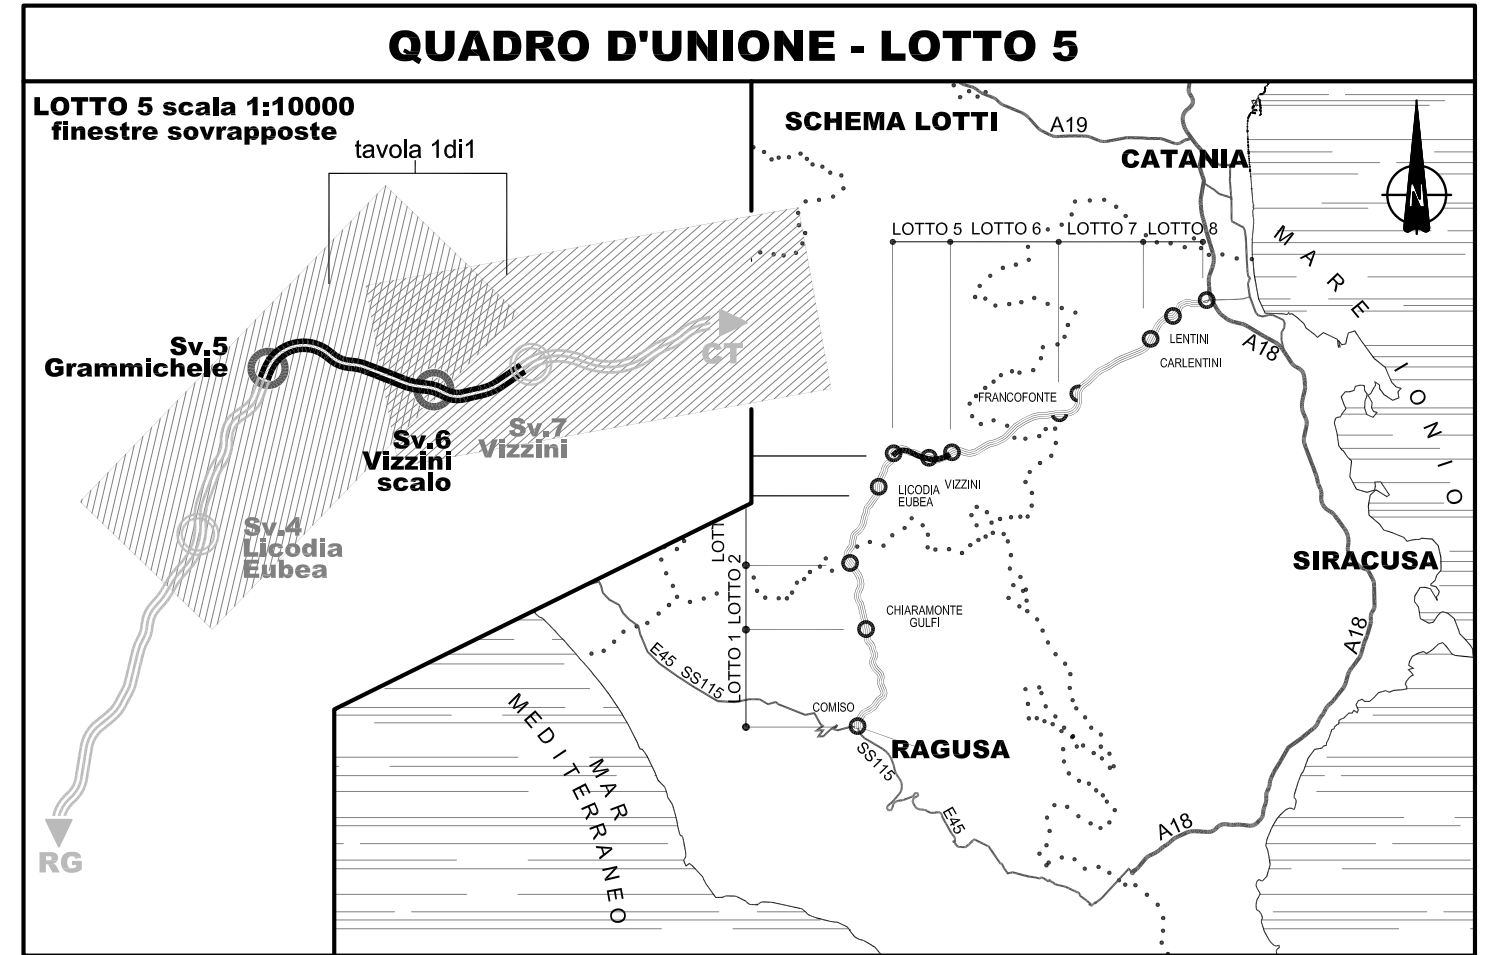 QUADRO D'UNIONE - LOTTO 5
LOTTO 5 scala 1:10000
finestre sovrapposte
tavola 1di1
Sv.5
Grammichele
Sv.6
Vizzini
scalo
Sv.7
Vizzini
CT
Sv.4
Licodia
Eubea
RG
SCHEMA LOTTI
A19
CATANIA
N
LOTTO 5
LOTTO 6
LOTTO 7
LOTTO 8
MARE
IONIO
LENTINI
CARLENTINI
A18
FRANCOFONTE
LICODIA
EUBEA
VIZZINI
SIRACUSA
LOTT
LOTTO 2
LOTTO 1
CHIARAMONTE
GULFI
E45 SS115
COMISO
RAGUSA
SS115
E45
A18
A18
MAR
MEDITERRANEO